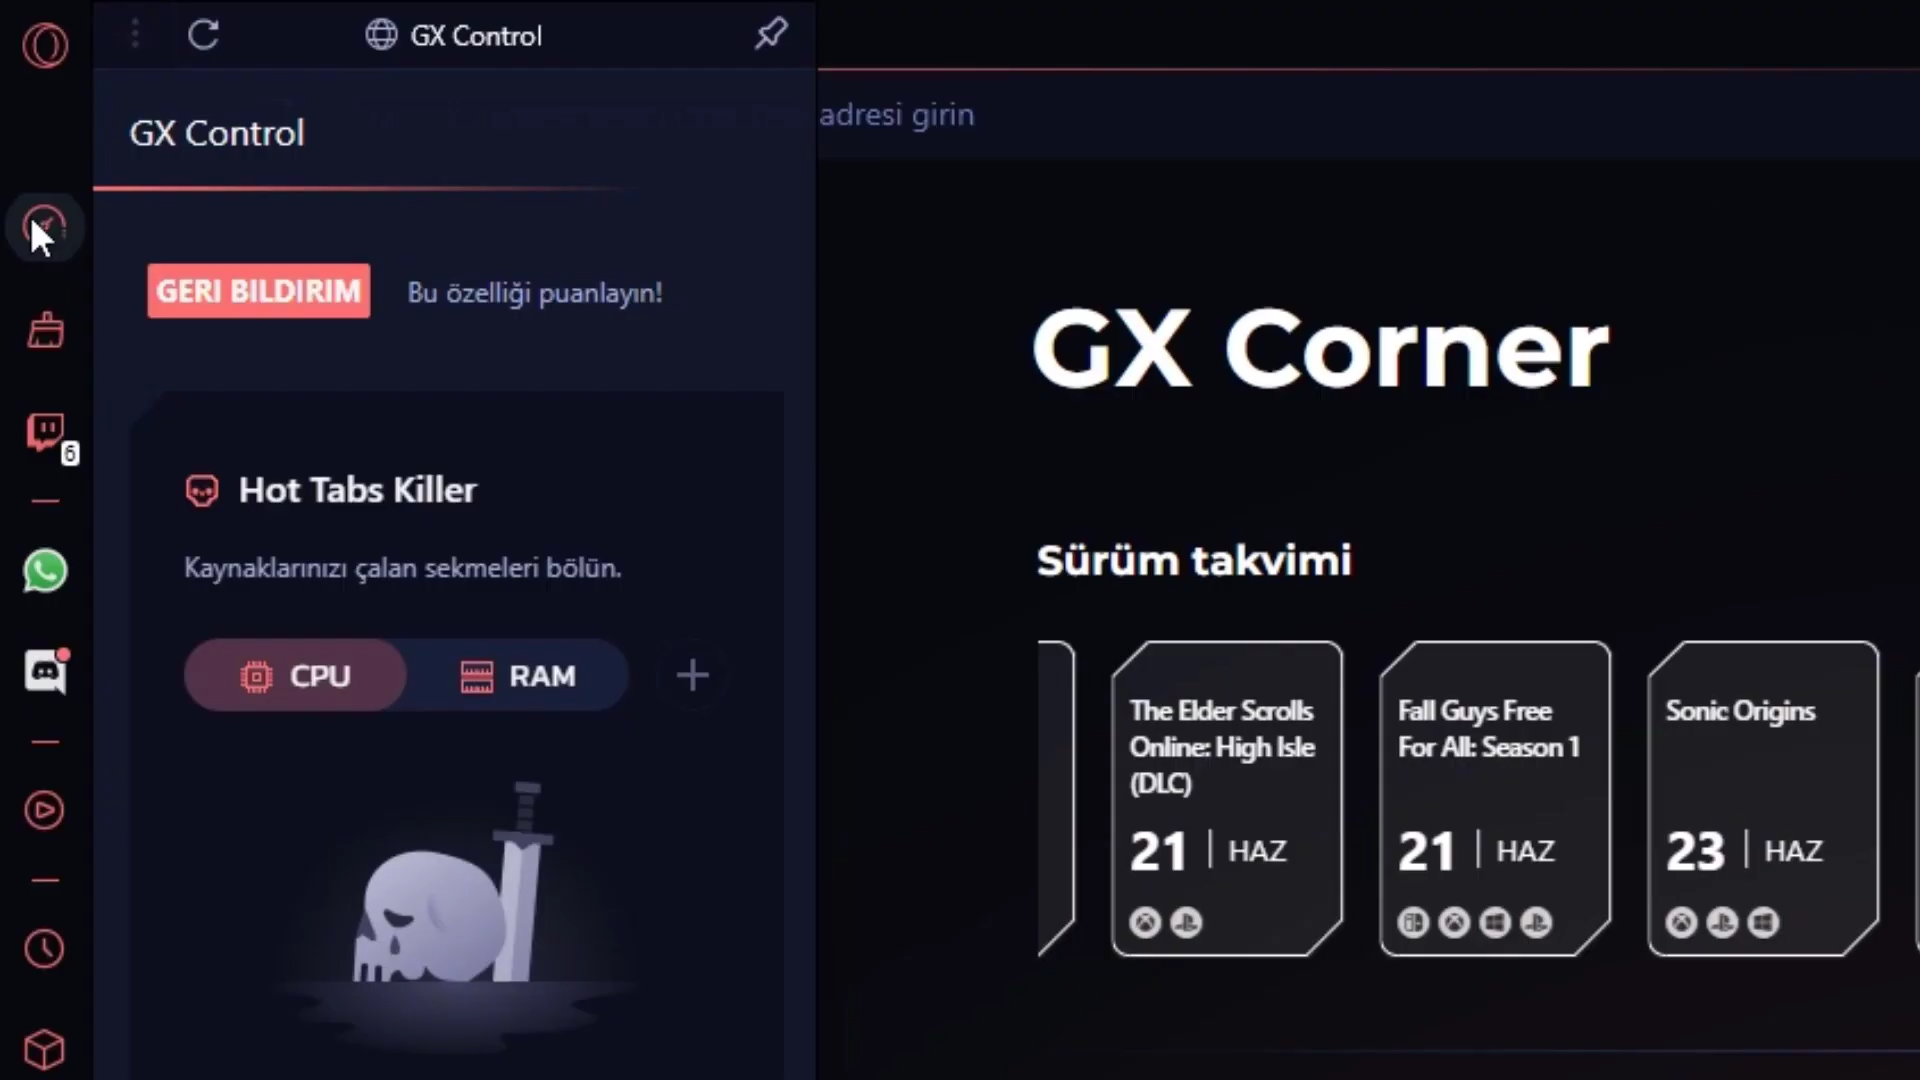 GX Control
adresi girin
GX Control
GERI BILDIRIM
Bu özelliği puanlayın!
GX Corner
6
Hot Tabs Killer
Kaynaklarınızı çalan sekmeleri bölün.
Sürüm takvimi
CPU
RAM
The Elder Scrolls
Online: High Isle
(DLC)
21 | HAZ
Fall Guys Free
For All: Season 1
21 | HAZ
Sonic Origins
23 | HAZ